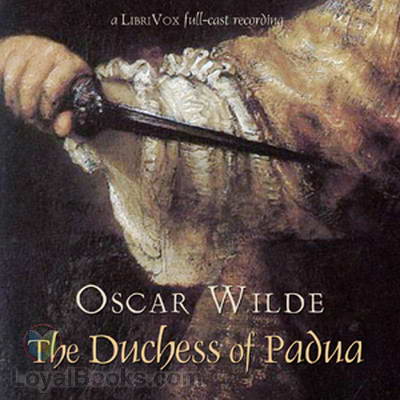 a LIBRIVOX full-cast recording
OSCAR WILDE
The Duchess of Padua
LoyalBooks.com